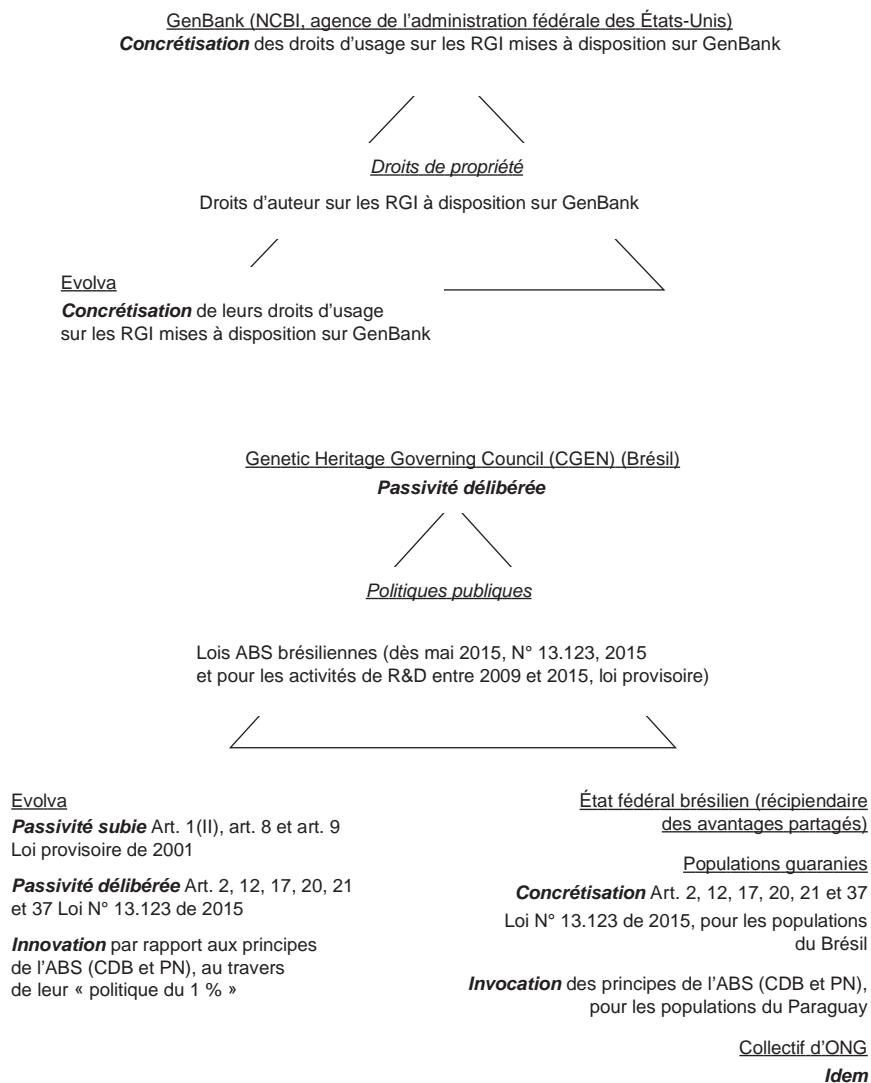 GenBank (NCBI, agence de l’administration fédérale des États-Unis)
Concrétisation des droits d’usage sur les RGI mises à disposition sur GenBank
Droits de propriété
Droits d’auteur sur les RGI à disposition sur GenBank
Evolva
Concrétisation de leurs droits d’usage
sur les RGI mises à disposition sur GenBank
Genetic Heritage Governing Council (CGEN) (Brésil)
Passivité délibérée
Politiques publiques
Lois ABS brésiliennes (dès mai 2015, N° 13.123, 2015
et pour les activités de R&D entre 2009 et 2015, loi provisoire)
Evolva
Passivité subie Art. 1(II), art. 8 et art. 9
Loi provisoire de 2001
Passivité délibérée Art. 2, 12, 17, 20, 21
et 37 Loi N° 13.123 de 2015
Innovation par rapport aux principes
de l’ABS (CDB et PN), au travers
de leur « politique du 1 % »
État fédéral brésilien (récipiendaire
des avantages partagés)
Populations guaranies
Concrétisation Art. 2, 12, 17, 20, 21 et 37
Loi N° 13.123 de 2015, pour les populations
du Brésil
Invocation des principes de l’ABS (CDB et PN),
pour les populations du Paraguay
Collectif d’ONG
Idem